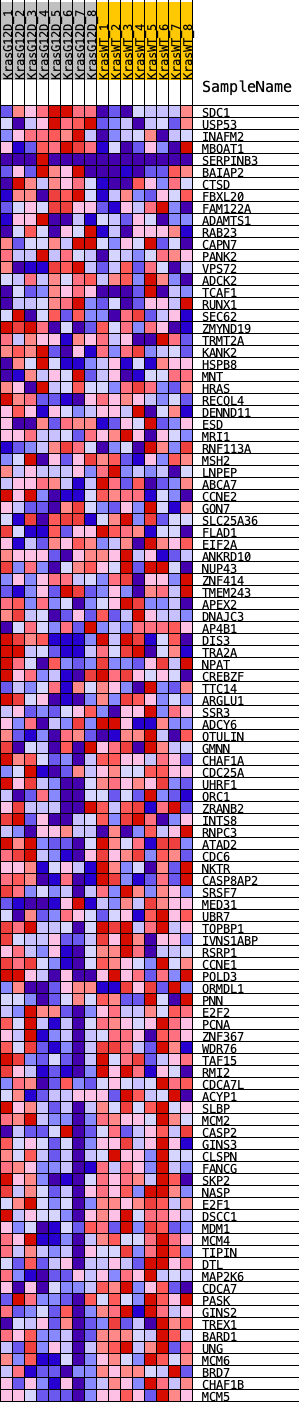 KrasG12D_1
KrasG12D_2
KrasG12D_3
KrasG12D_4
KrasG12D_5
KrasG12D_6
KrasG12D_7
KrasG12D_8
KrasWT_1
KrasWT_2
KrasWT_3
KrasWT_4
KrasWT_5
KrasWT_6
KrasWT_7
KrasWT_8
SampleName
SDC1
USP53
INAFM2
MBOAT1
SERPINB3
BAIAP2
CTSD
FBXL20
FAM122A
ADAMTS1
RAB23
CAPN7
PANK2
VPS72
ADCK2
TCAF1
RUNX1
SEC62
ZMYND19
TRMT2A
KANK2
HSPB8
MNT
HRAS
RECQL4
DENND11
ESD
MRI1
RNF113A
MSH2
LNPEP
ABCA7
CCNE2
GON7
SLC25A36
FLAD1
EIF2A
ANKRD10
NUP43
ZNF414
TMEM243
APEX2
DNAJC3
AP4B1
DIS3
TRA2A
NPAT
CREBZF
TTC14
ARGLU1
SSR3
ADCY6
OTULIN
GMNN
CHAF1A
CDC25A
UHRF1
ORC1
ZRANB2
INTS8
RNPC3
ATAD2
CDC6
NKTR
CASP8AP2
SRSF7
MED31
UBR7
TOPBP1
IVNS1ABP
RSRP1
CCNE1
POLD3
ORMDL1
PNN
E2F2
PCNA
ZNF367
WDR76
TAF15
RMI2
CDCA7L
ACYP1
SLBP
MCM2
CASP2
GINS3
CLSPN
FANCG
SKP2
NASP
E2F1
DSCC1
MDM1
MCM4
TIPIN
DTL
MAP2K6
CDCA7
PASK
GINS2
TREX1
BARD1
UNG
MCM6
BRD7
CHAF1B
MCM5